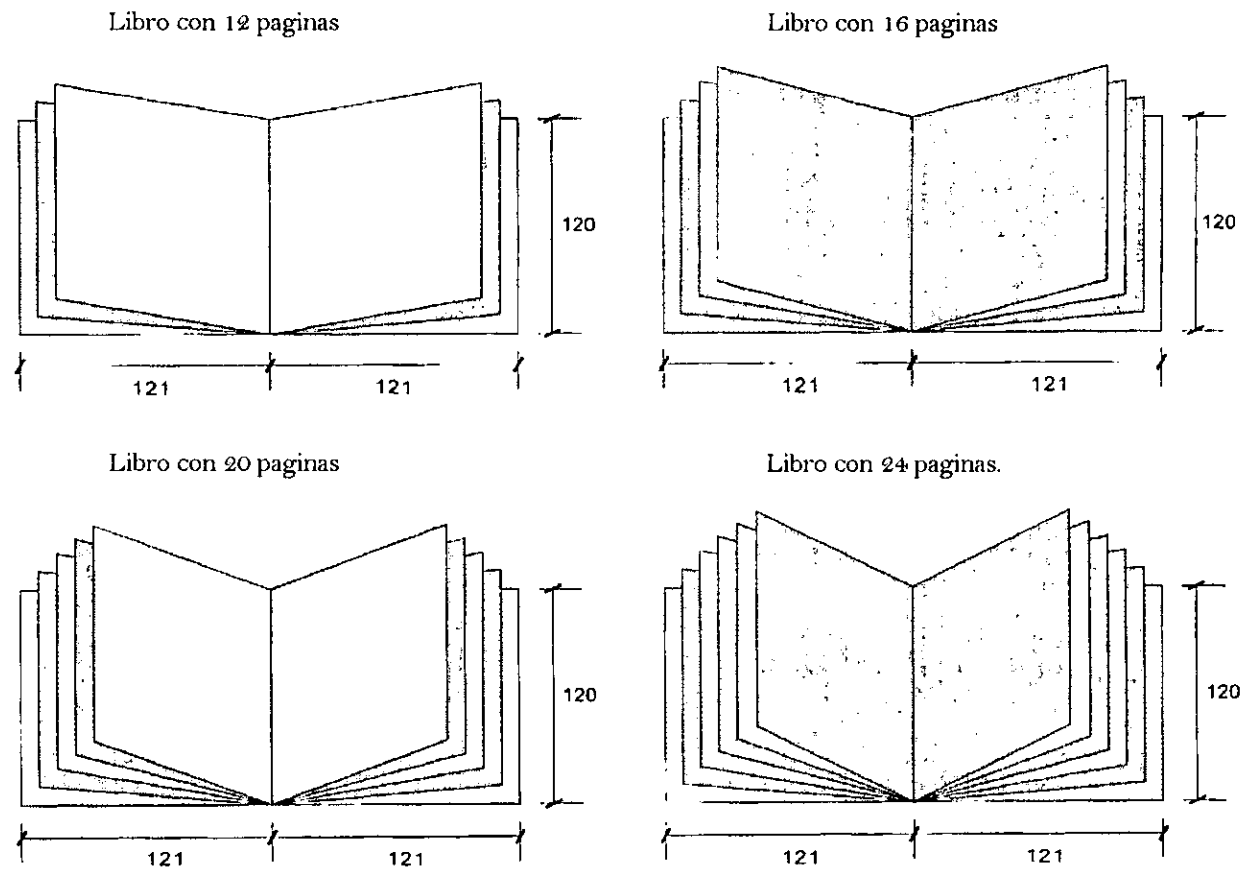 Libro con 12 paginas
Libro con 16 paginas
120
120
121 121
121 121
Libro con 20 paginas
Libro con 24 paginas.
120
120
121 121
121 121